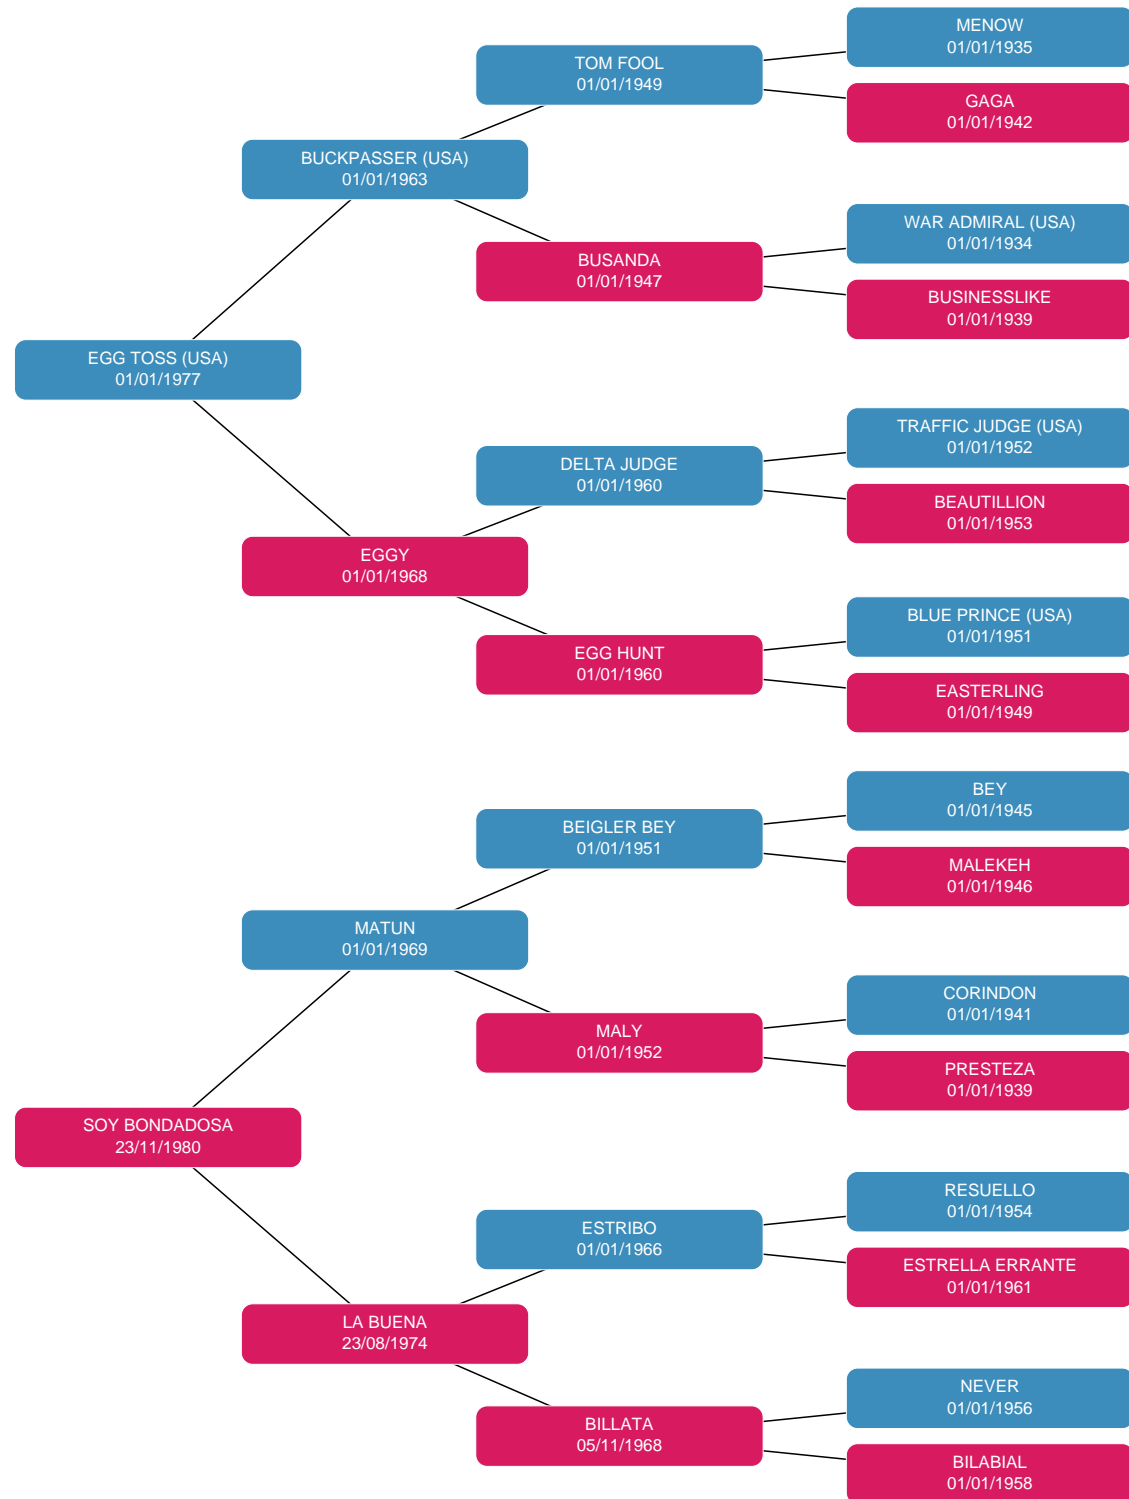 MENOW
01/01/1935
TOM FOOL
01/01/1949
GAGA
01/01/1942
BUCKPASSER (USA)
01/01/1963
WAR ADMIRAL (USA)
01/01/1934
BUSANDA
01/01/1947
BUSINESSLIKE
01/01/1939
EGG TOSS (USA)
01/01/1977
TRAFFIC JUDGE (USA)
01/01/1952
DELTA JUDGE
01/01/1960
BEAUTILLION
01/01/1953
EGGY
01/01/1968
BLUE PRINCE (USA)
01/01/1951
EGG HUNT
01/01/1960
EASTERLING
01/01/1949
BEY
01/01/1945
BEIGLER BEY
01/01/1951
MALEKEH
01/01/1946
MATUN
01/01/1969
CORINDON
01/01/1941
MALY
01/01/1952
PRESTEZA
01/01/1939
SOY BONDADOSA
23/11/1980
RESUELLO
01/01/1954
ESTRIBO
01/01/1966
ESTRELLA ERRANTE
01/01/1961
LA BUENA
23/08/1974
NEVER
01/01/1956
BILLATA
05/11/1968
BILABIAL
01/01/1958